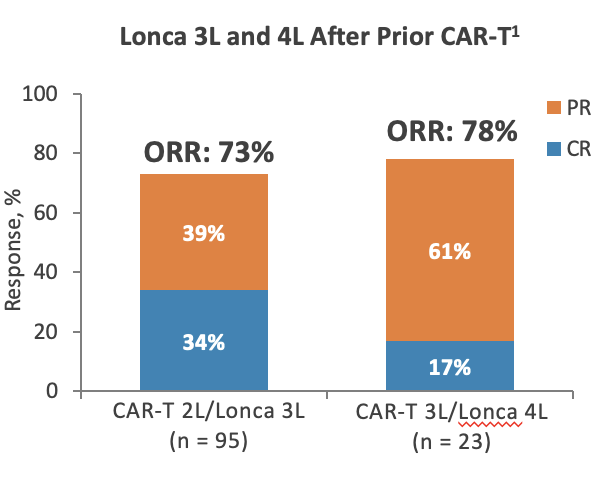 Lonca 3L and 4L After Prior CAR-T¹
100
80
60
40
20
0
Response, %
PR
CR
ORR: 73%
ORR: 78%
39%
61%
34%
17%
CAR-T 2L/Lonca 3L
(n = 95)
CAR-T 3L/Lonca 4L
(n = 23)